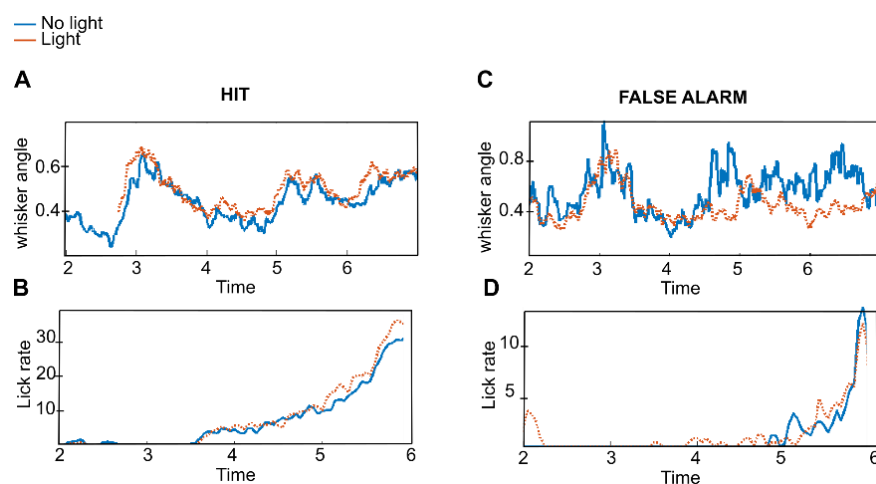 No light
Light
A
HIT
whisker angle
0.6
0.4
2 3 4 5 6
Time
B
Lick rate
30
20
10
2 3 4 5 6
Time
C
FALSE ALARM
whisker angle
0.8
0.4
2 3 4 5 6
Time
D
Lick rate
10
5
2 3 4 5 6
Time